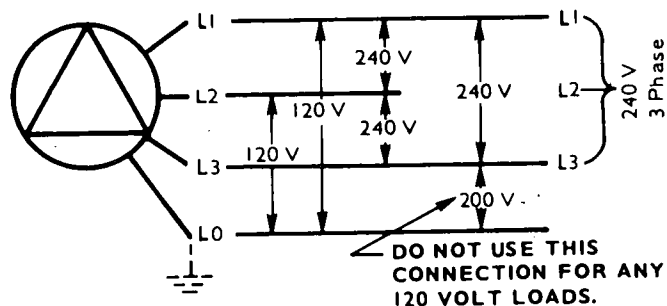 L1
L2
L3
L0
240 V
120 V
240 V
120 V
240 V
200 V
L1
L2
L3
240 V
3 Phase
DO NOT USE THIS
CONNECTION FOR ANY
120 VOLT LOADS.